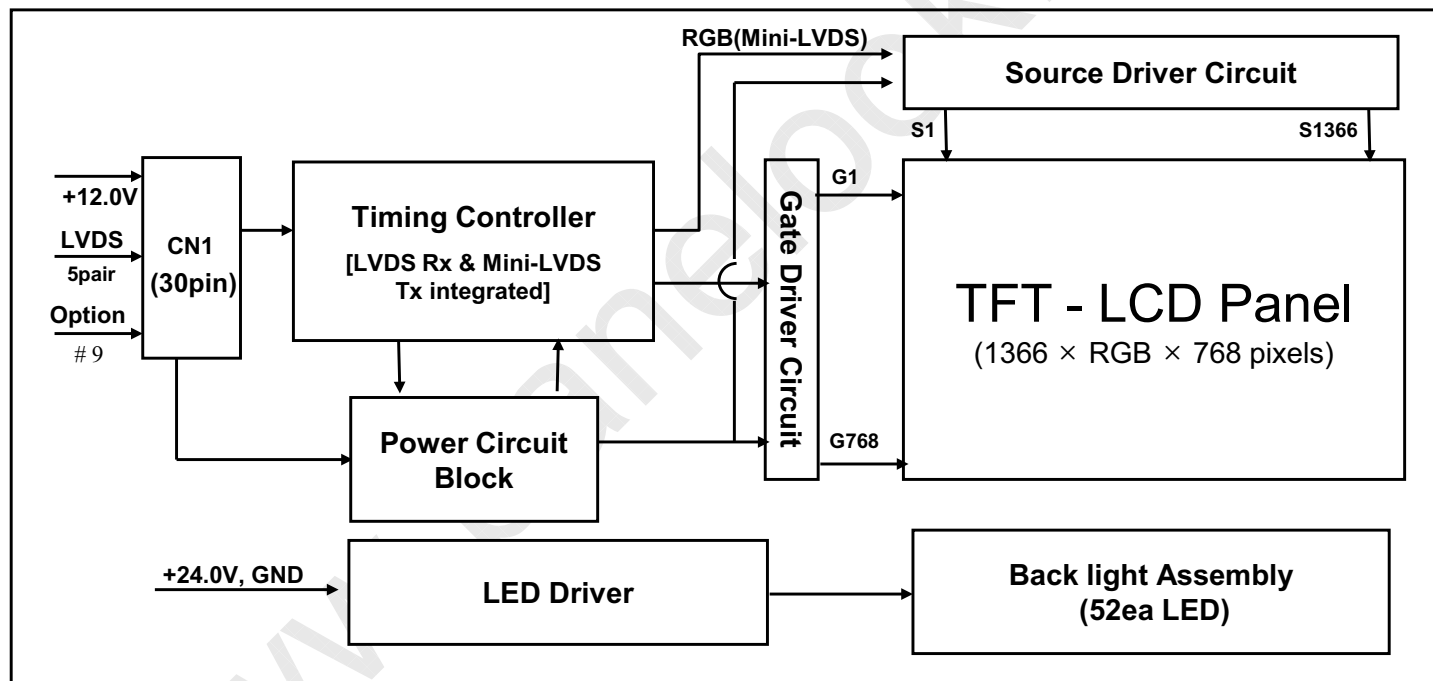 RGB(Mini-LVDS)
Source Driver Circuit
S1
S1366
+12.0V
LVDS
5pair
Option
# 9
CN1
(30pin)
Timing Controller
[LVDS Rx & Mini-LVDS
Tx integrated]
Power Circuit
Block
Gate Driver Circuit
G1
G768
TFT - LCD Panel
(1366 × RGB × 768 pixels)
+24.0V, GND
LED Driver
Back light Assembly
(52ea LED)